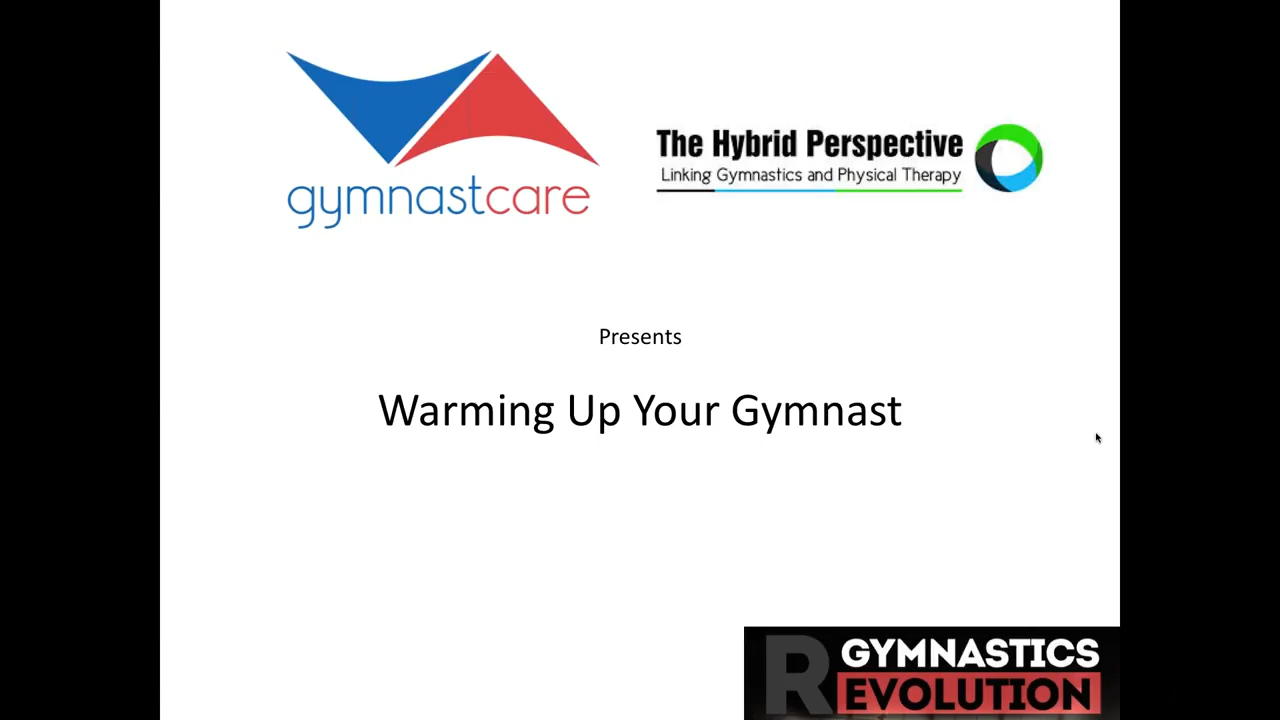 gymnastcare
The Hybrid Perspective
Linking Gymnastics and Physical Therapy
Presents
Warming Up Your Gymnast
R
GYMNASTICS
EVOLUTION